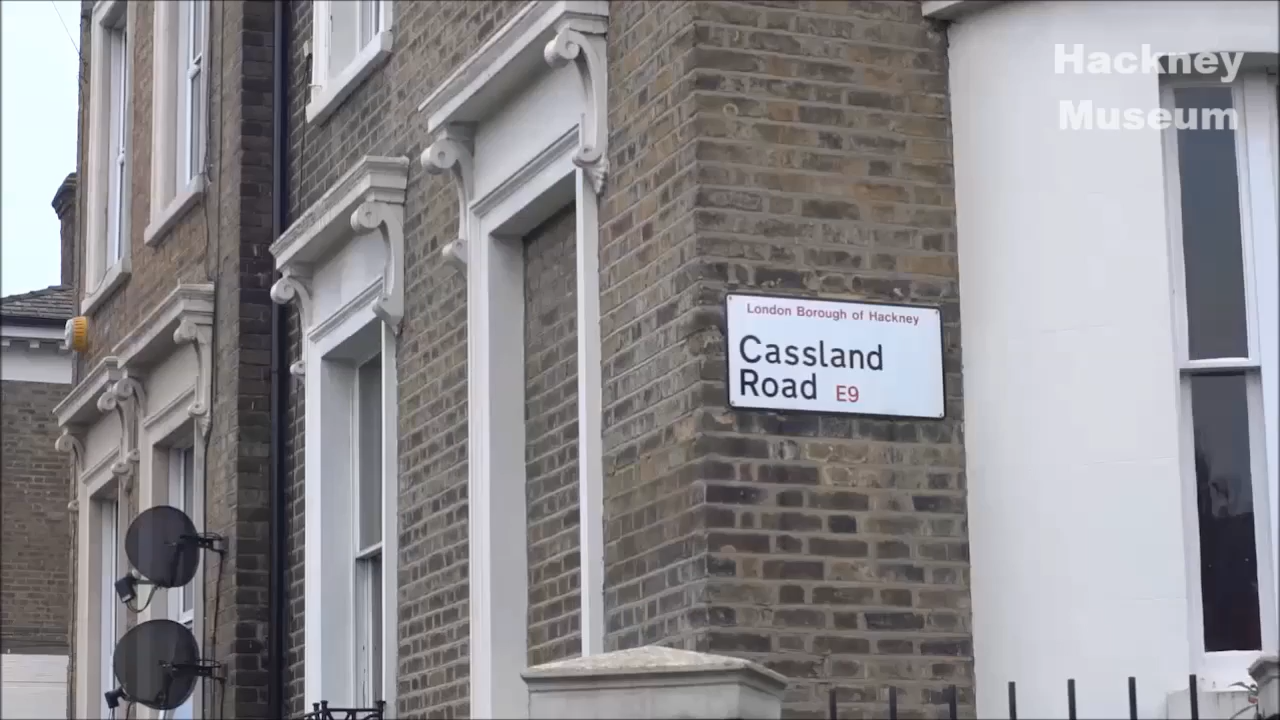 Hackney
Museum
London Borough of Hackney
Cassland
Road E9